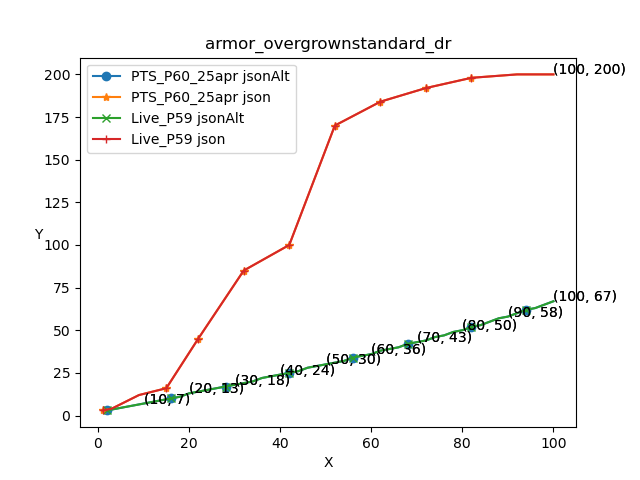 armor_overgrownstandard_dr
PTS_P60_25apr jsonAlt
PTS_P60_25apr json
Live_P59 jsonAlt
Live_P59 json
(100, 200)
(100, 67)
(90, 58)
(80, 50)
(70, 43)
(60, 36)
(50, 30)
(40, 24)
(30, 18)
(20, 13)
(10, 7)
Y
200
175
150
125
100
75
50
25
0
0 20 40 60 80 100
X